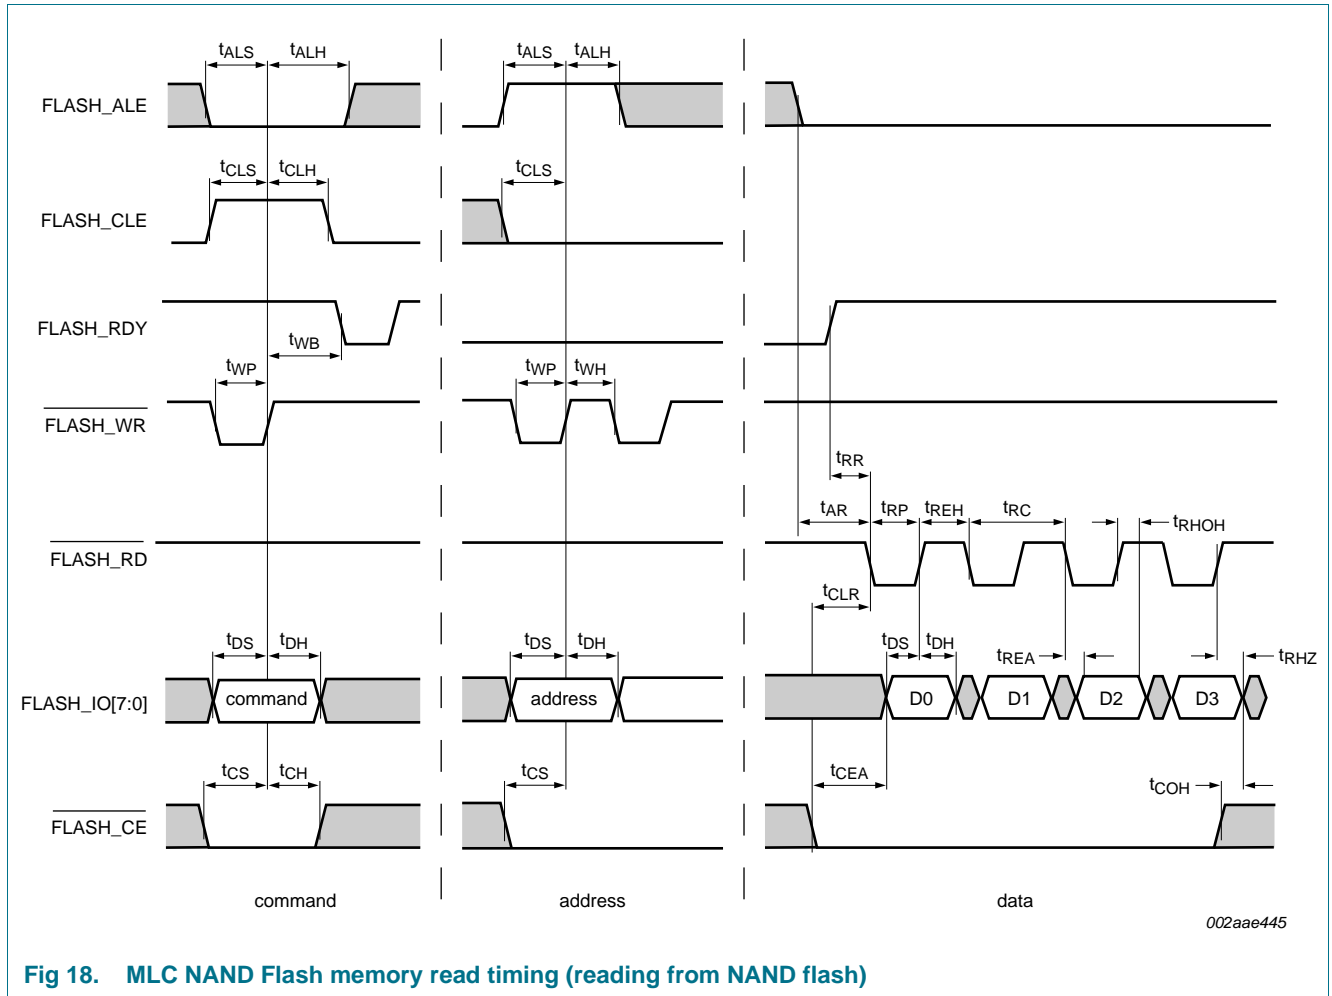 tALS tALH tALS tALH
FLASH_ALE
tCLS tCLH tCLS
FLASH_CLE
FLASH_RDY
tWB
tWP tWP tWH
FLASH_WR
tRR
tAR tRP tREH tRC tRHOH
FLASH_RD
tCLR
tDS tDH tDS tDH tDS tDH tREA tRHZ
FLASH_IO[7:0] command address D0 D1 D2 D3
tCS tCH tCS tCEA tCOH
FLASH_CE
command address data
002aae445
Fig 18. MLC NAND Flash memory read timing (reading from NAND flash)